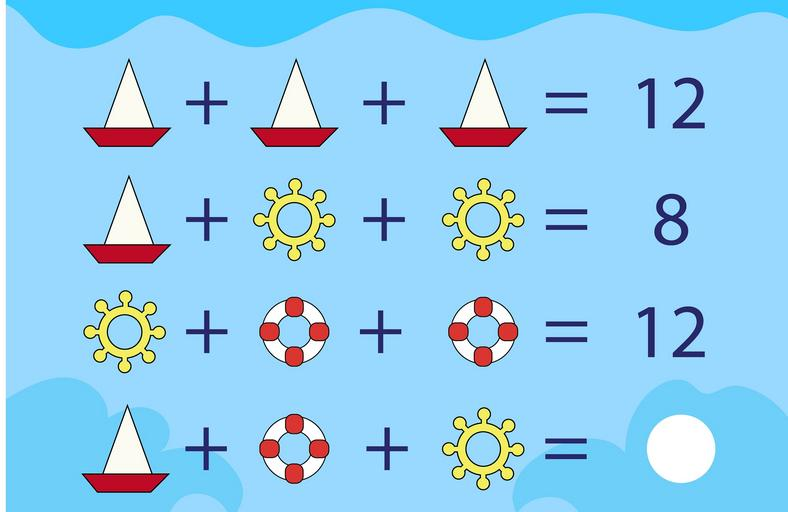 + + = 12
+ + = 8
+ + = 12
+ + =